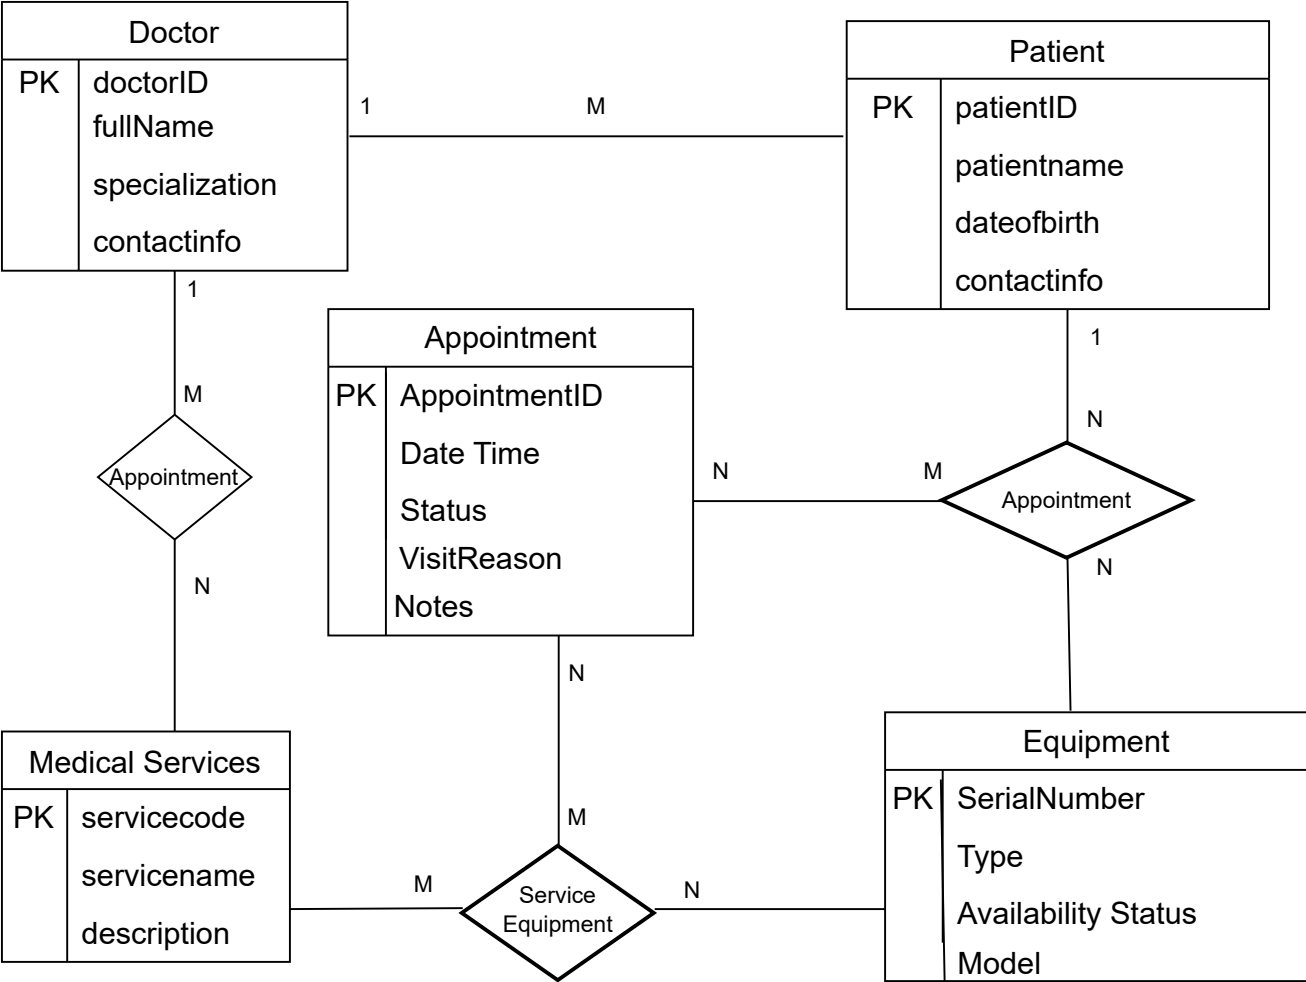 Doctor
PK doctorID
fullName
specialization
contactinfo
1 M
Patient
PK patientID
patientname
dateofbirth
contactinfo
1
M
Appointment
N
Appointment
PK AppointmentID
Date Time
Status
VisitReason
Notes
1
N
N M
Appointment
N
N
M
Medical Services
PK servicecode
servicename
description
M
Service
Equipment
N
Equipment
PK SerialNumber
Type
Availability Status
Model